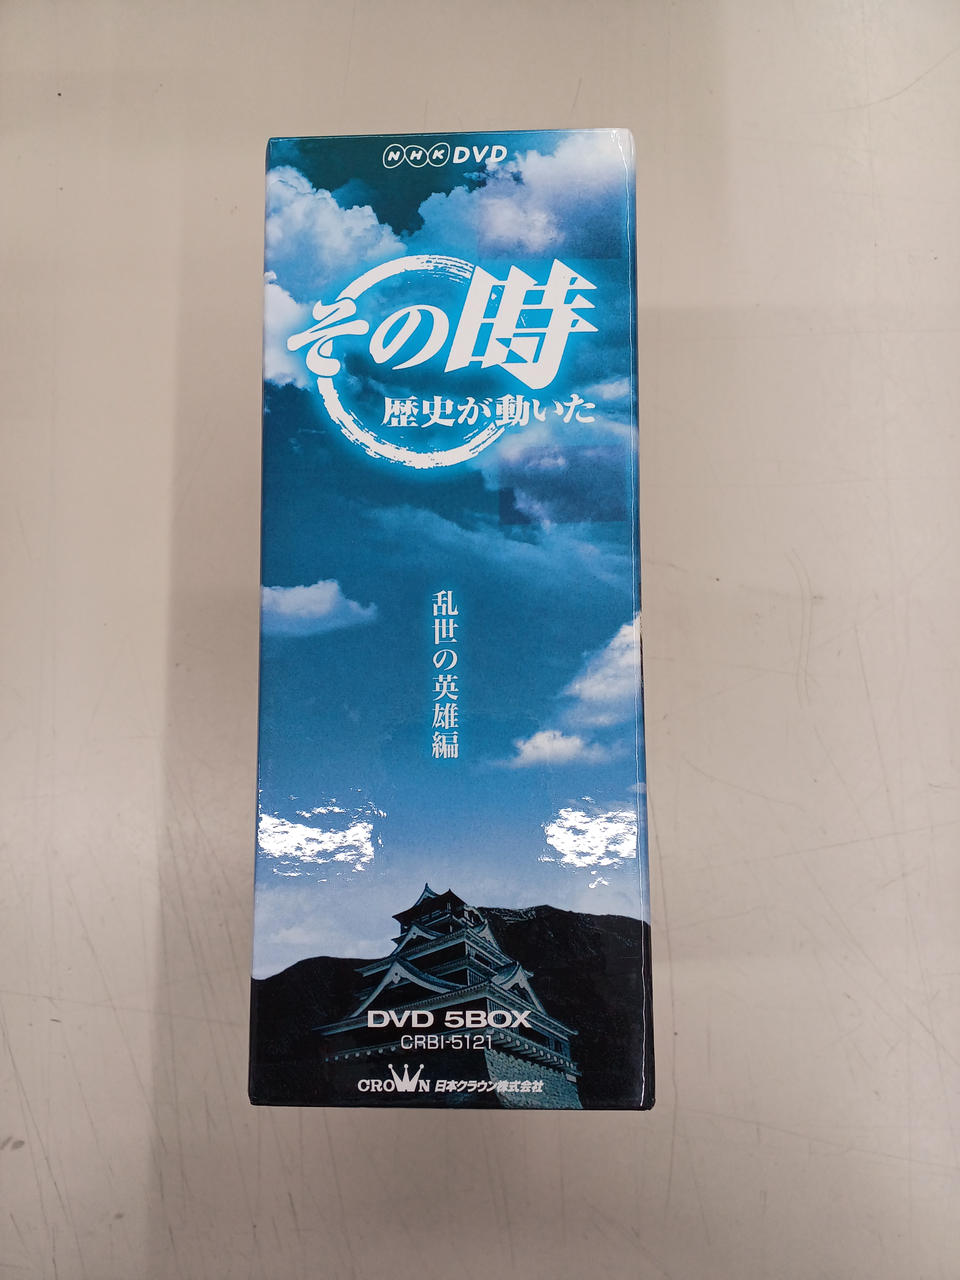 NHK DVD
その時
歴史が動いた
乱世の英雄編
DVD 5BOX
CRBI-5121
CROWN 日本クラウン株式会社